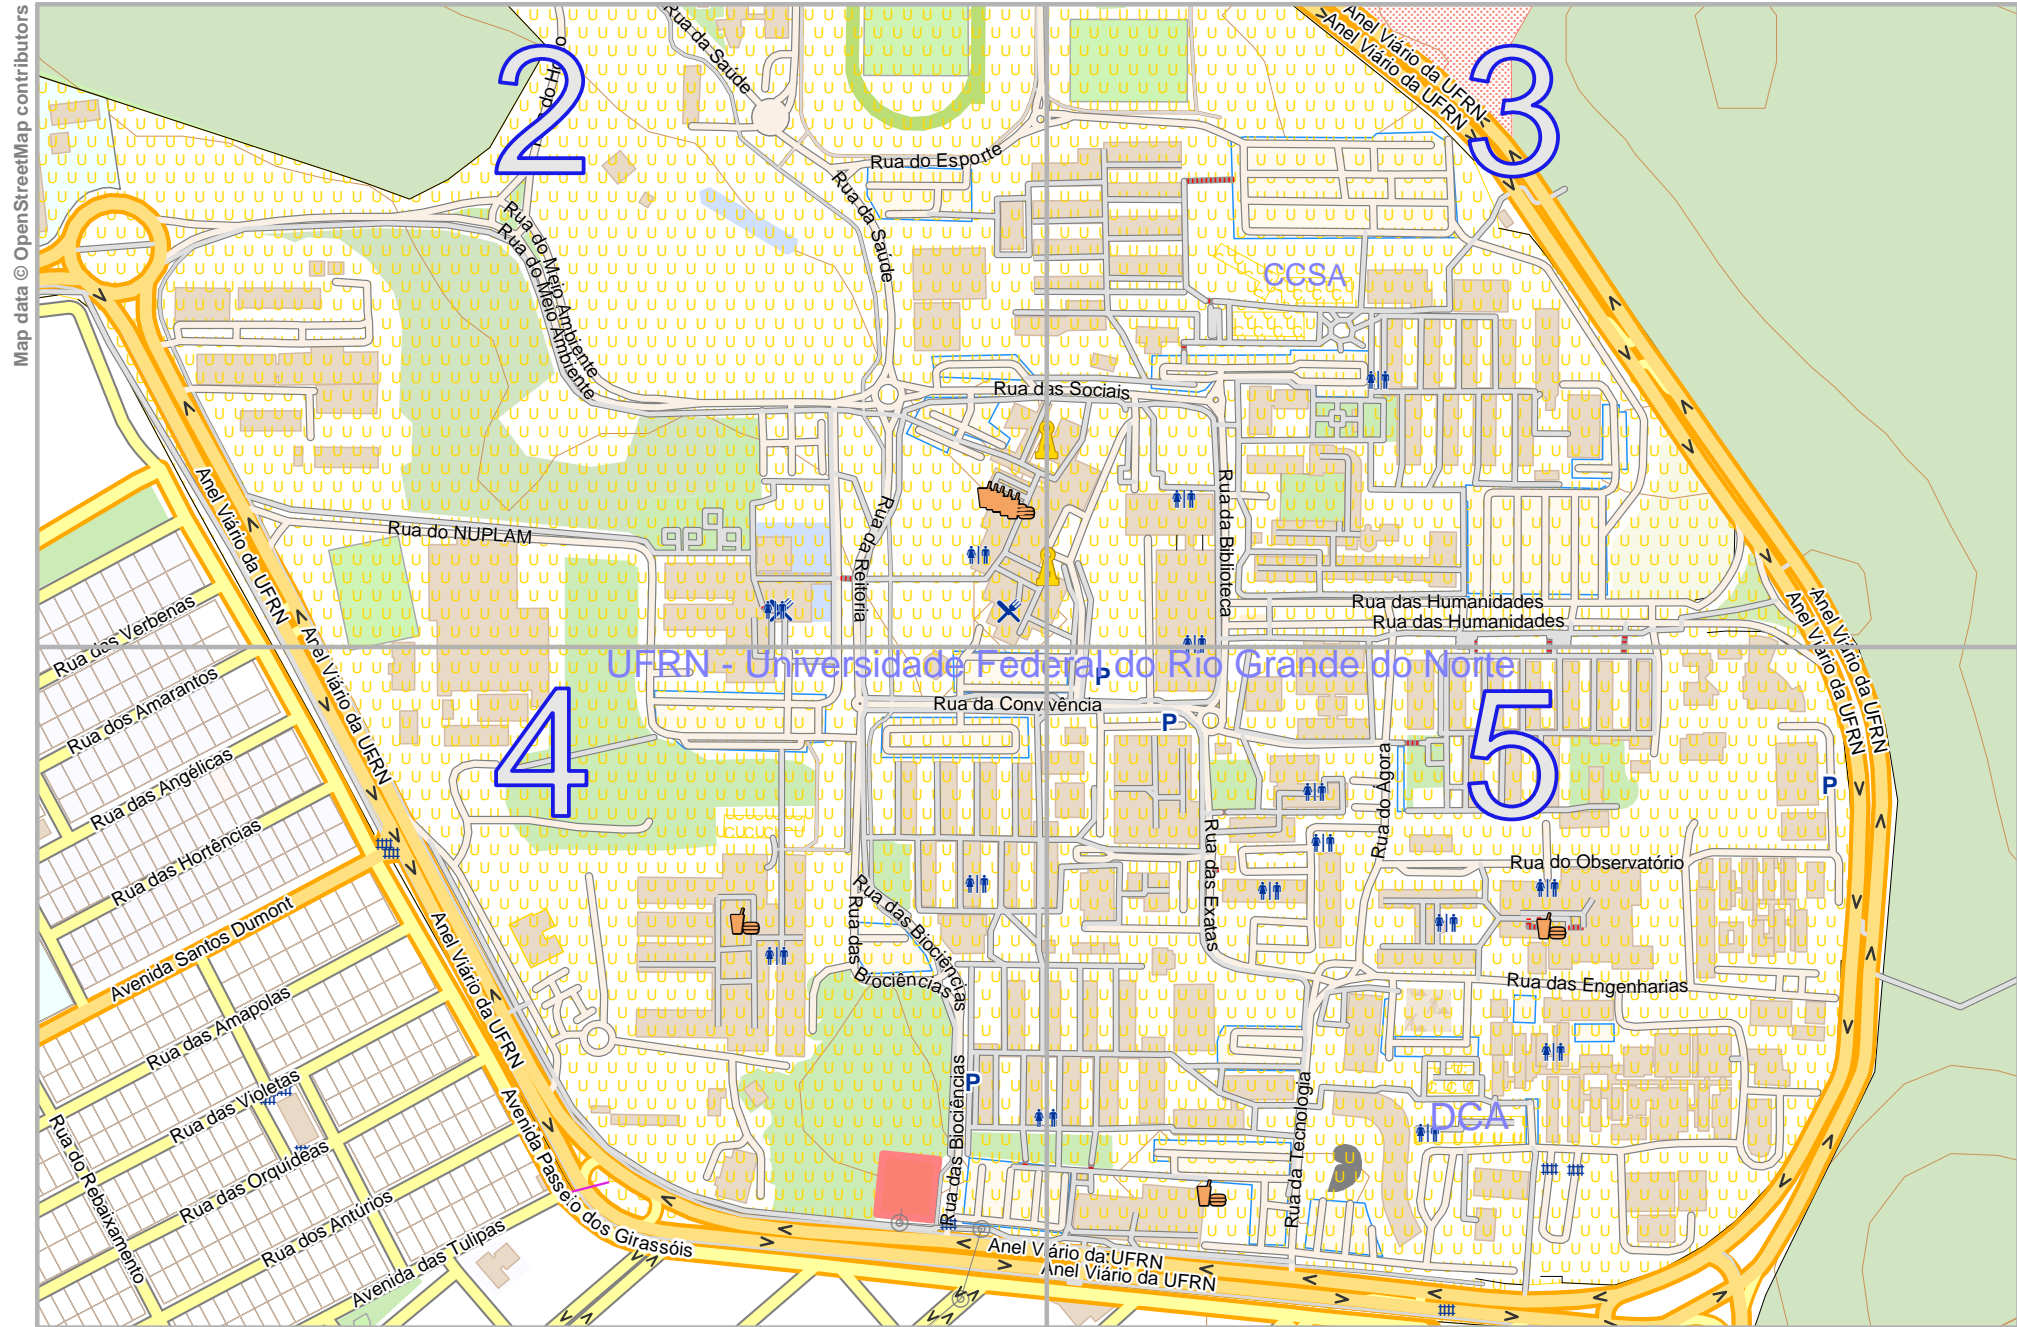 Map data © OpenStreetMap contributors
2
3
4
5
Rua da Saúde
Anel Viário da UFRN
Anel Viário da UFRN
Rua do Esporte
Rua da Saúde
Rua do Meio Ambiente
Rua do Meio Ambiente
CCSA
Rua das Sociais
Anel Viário da UFRN
Rua do NUPLAM
Rua da Reitoria
Rua da Biblioteca
Rua das Humanidades
Rua das Humanidades
Anel Viário da UFRN
Anel Viário da UFRN
Rua das Verbenas
Anel Viário da UFRN
UFRN - Universidade Federal do Rio Grande do Norte
P
Rua da Convivência
P
Rua dos Amarantos
Rua das Angélicas
Rua do Ágora
P
Rua das Hortências
Rua das Exatas
Rua do Observatório
Rua das Biociências
Rua das Biociências
Avenida Santos Dumont
Anel Viário da UFRN
Rua das Engenharias
Rua das Amapolas
Rua das Violetas
P
Rua das Biociências
Rua da Tecnologia
DCA
Rua do Rebaixamento
Rua das Orquídeas
Avenida Passeio dos Girassóis
Rua dos Antúrios
Avenida das Tulipas
Anel Viário da UFRN
Anel Viário da UFRN